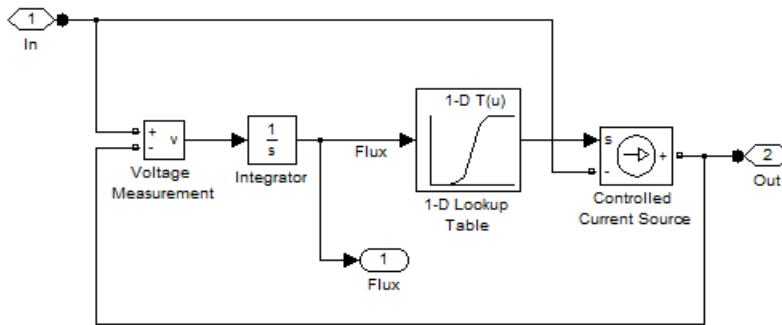 1
In
+
-
v
Voltage
Measurement
1
s
Integrator
Flux
1-D T(u)
1-D Lookup
Table
s
-
+
Controlled
Current Source
2
Out
1
Flux